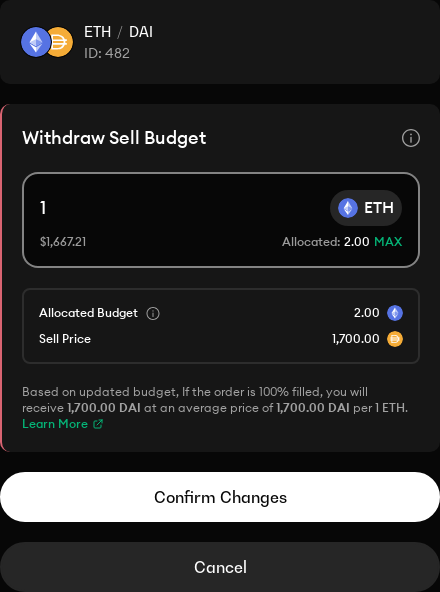 ETH / DAI
ID: 482
Withdraw Sell Budget
1
ETH
$1,667.21
Allocated: 2.00 MAX
Allocated Budget
2.00
Sell Price
1,700.00
Based on updated budget, If the order is 100% filled, you will
receive 1,700.00 DAI at an average price of 1,700.00 DAI per 1 ETH.
Learn More
Confirm Changes
Cancel